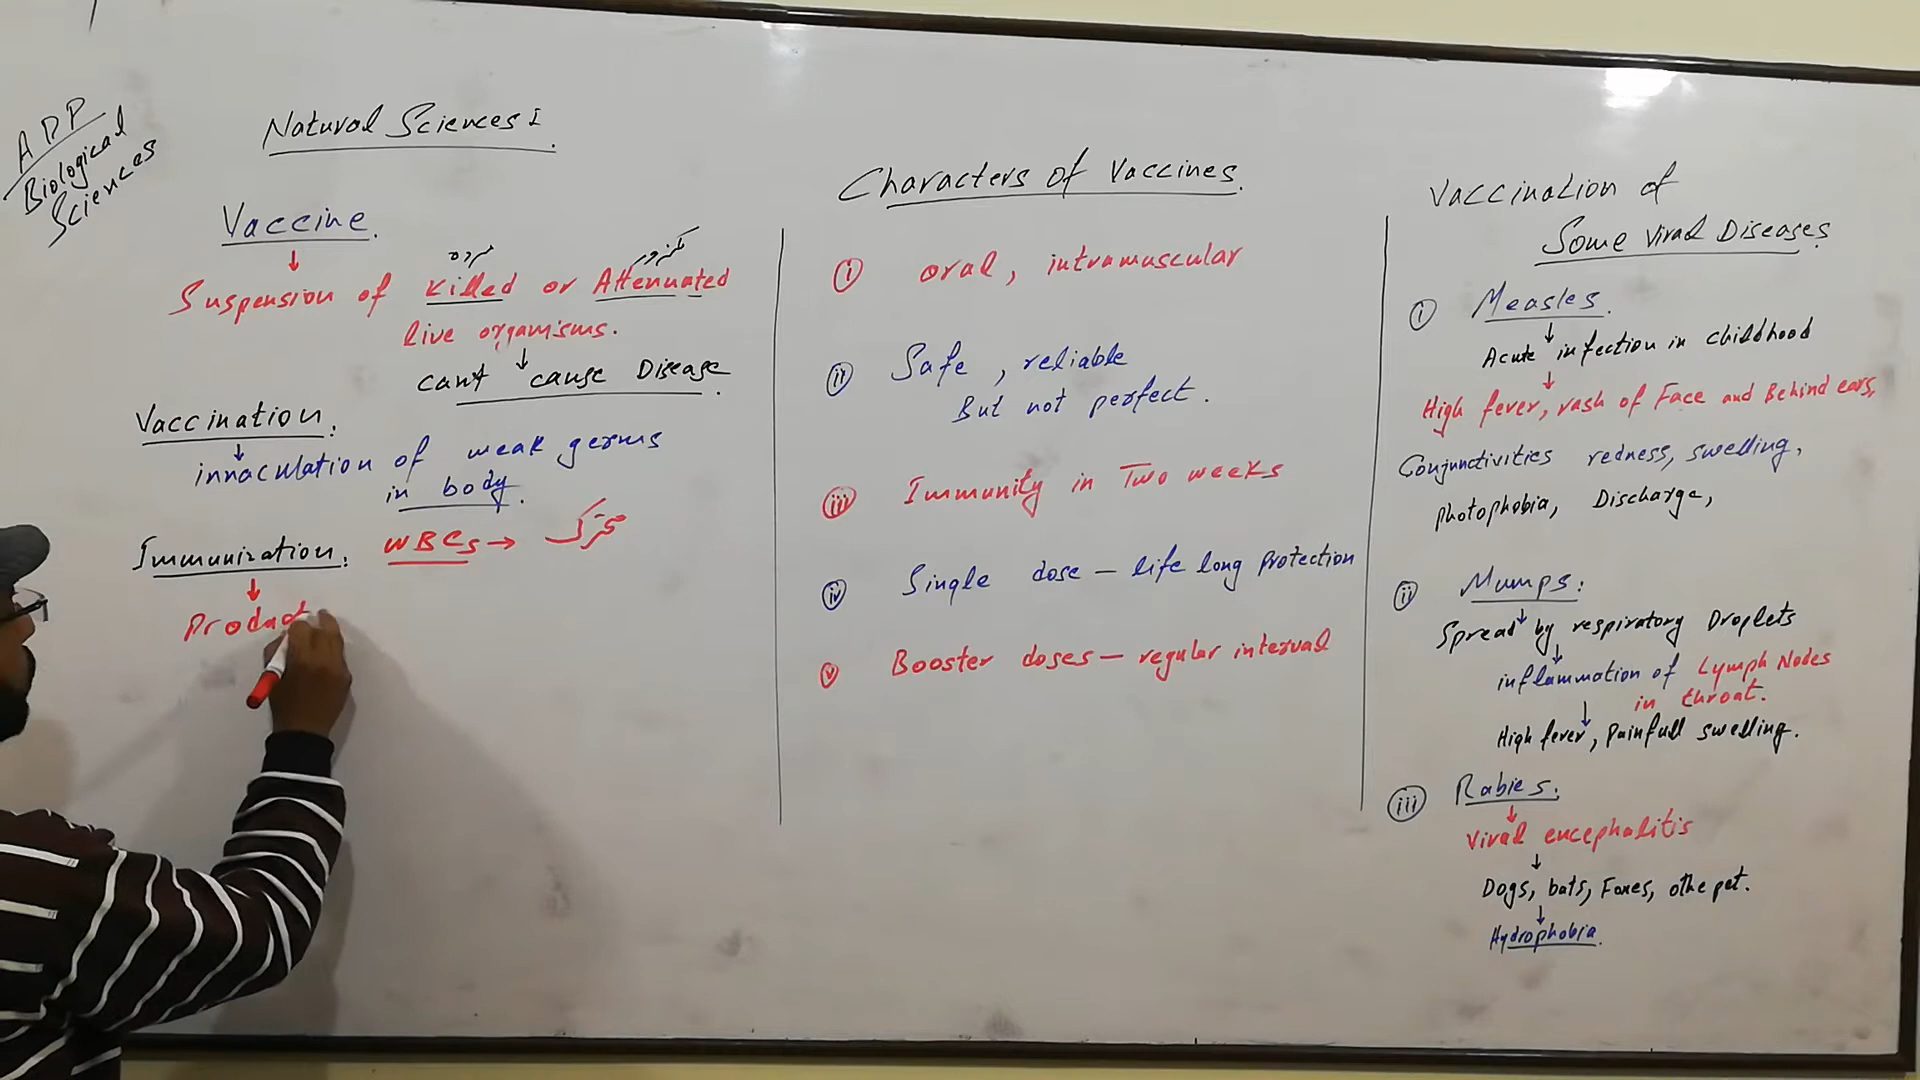 ADP
Biological
Sciences
Natural Sciences I.
Vaccine.
↓
مردہ کمزور
Suspension of killed or Attenuated
live organisms.
↓
cant cause Disease.
Vaccination:
↓
innaculation of weak germs
in body.
Immunization: WBCs → متحرک
↓
Product
Characters of Vaccines.
i oral, intramuscular
ii Safe, reliable
But not perfect.
iii Immunity in Two weeks
iv Single dose – life long protection
v Booster doses – regular interval
Vaccination of
Some Viral Diseases.
i Measles.
↓
Acute infection in childhood
↓
High fever, rash of Face and Behind ears,
Conjunctivities redness, swelling,
photophobia, Discharge,
ii Mumps:
↓
Spread by respiratory Droplets
↓
inflammation of Lymph Nodes
in throat.
↓
High fever, painfull swelling.
iii Rabies.
↓
Viral encephalitis
↓
Dogs, bats, Foxes, othe pet.
↓
Hydrophobia.